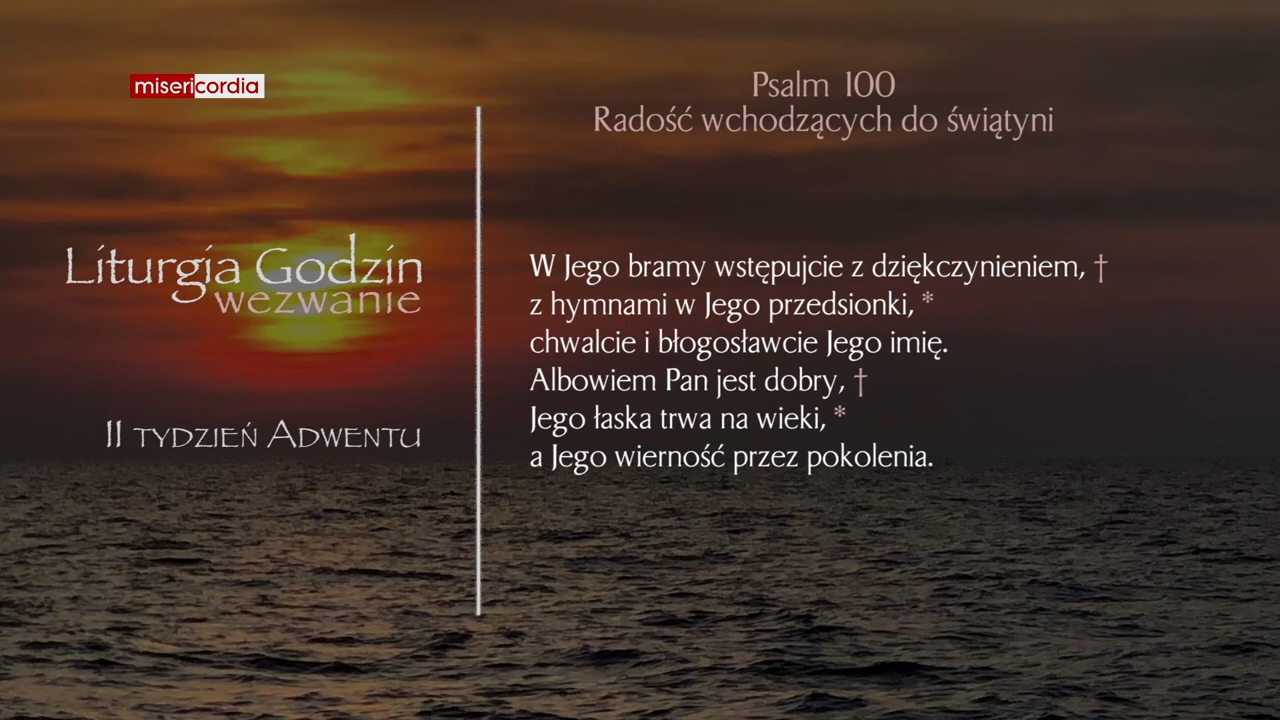 misericordia
Psalm 100
Radość wchodzących do świątyni
Liturgia Godzin
wezwanie
II tydzień Adwentu
W Jego bramy wstępujcie z dziękczynieniem, †
z hymnami w Jego przedsionki, *
chwalcie i błogosławcie Jego imię.
Albowiem Pan jest dobry, †
Jego łaska trwa na wieki, *
a Jego wierność przez pokolenia.